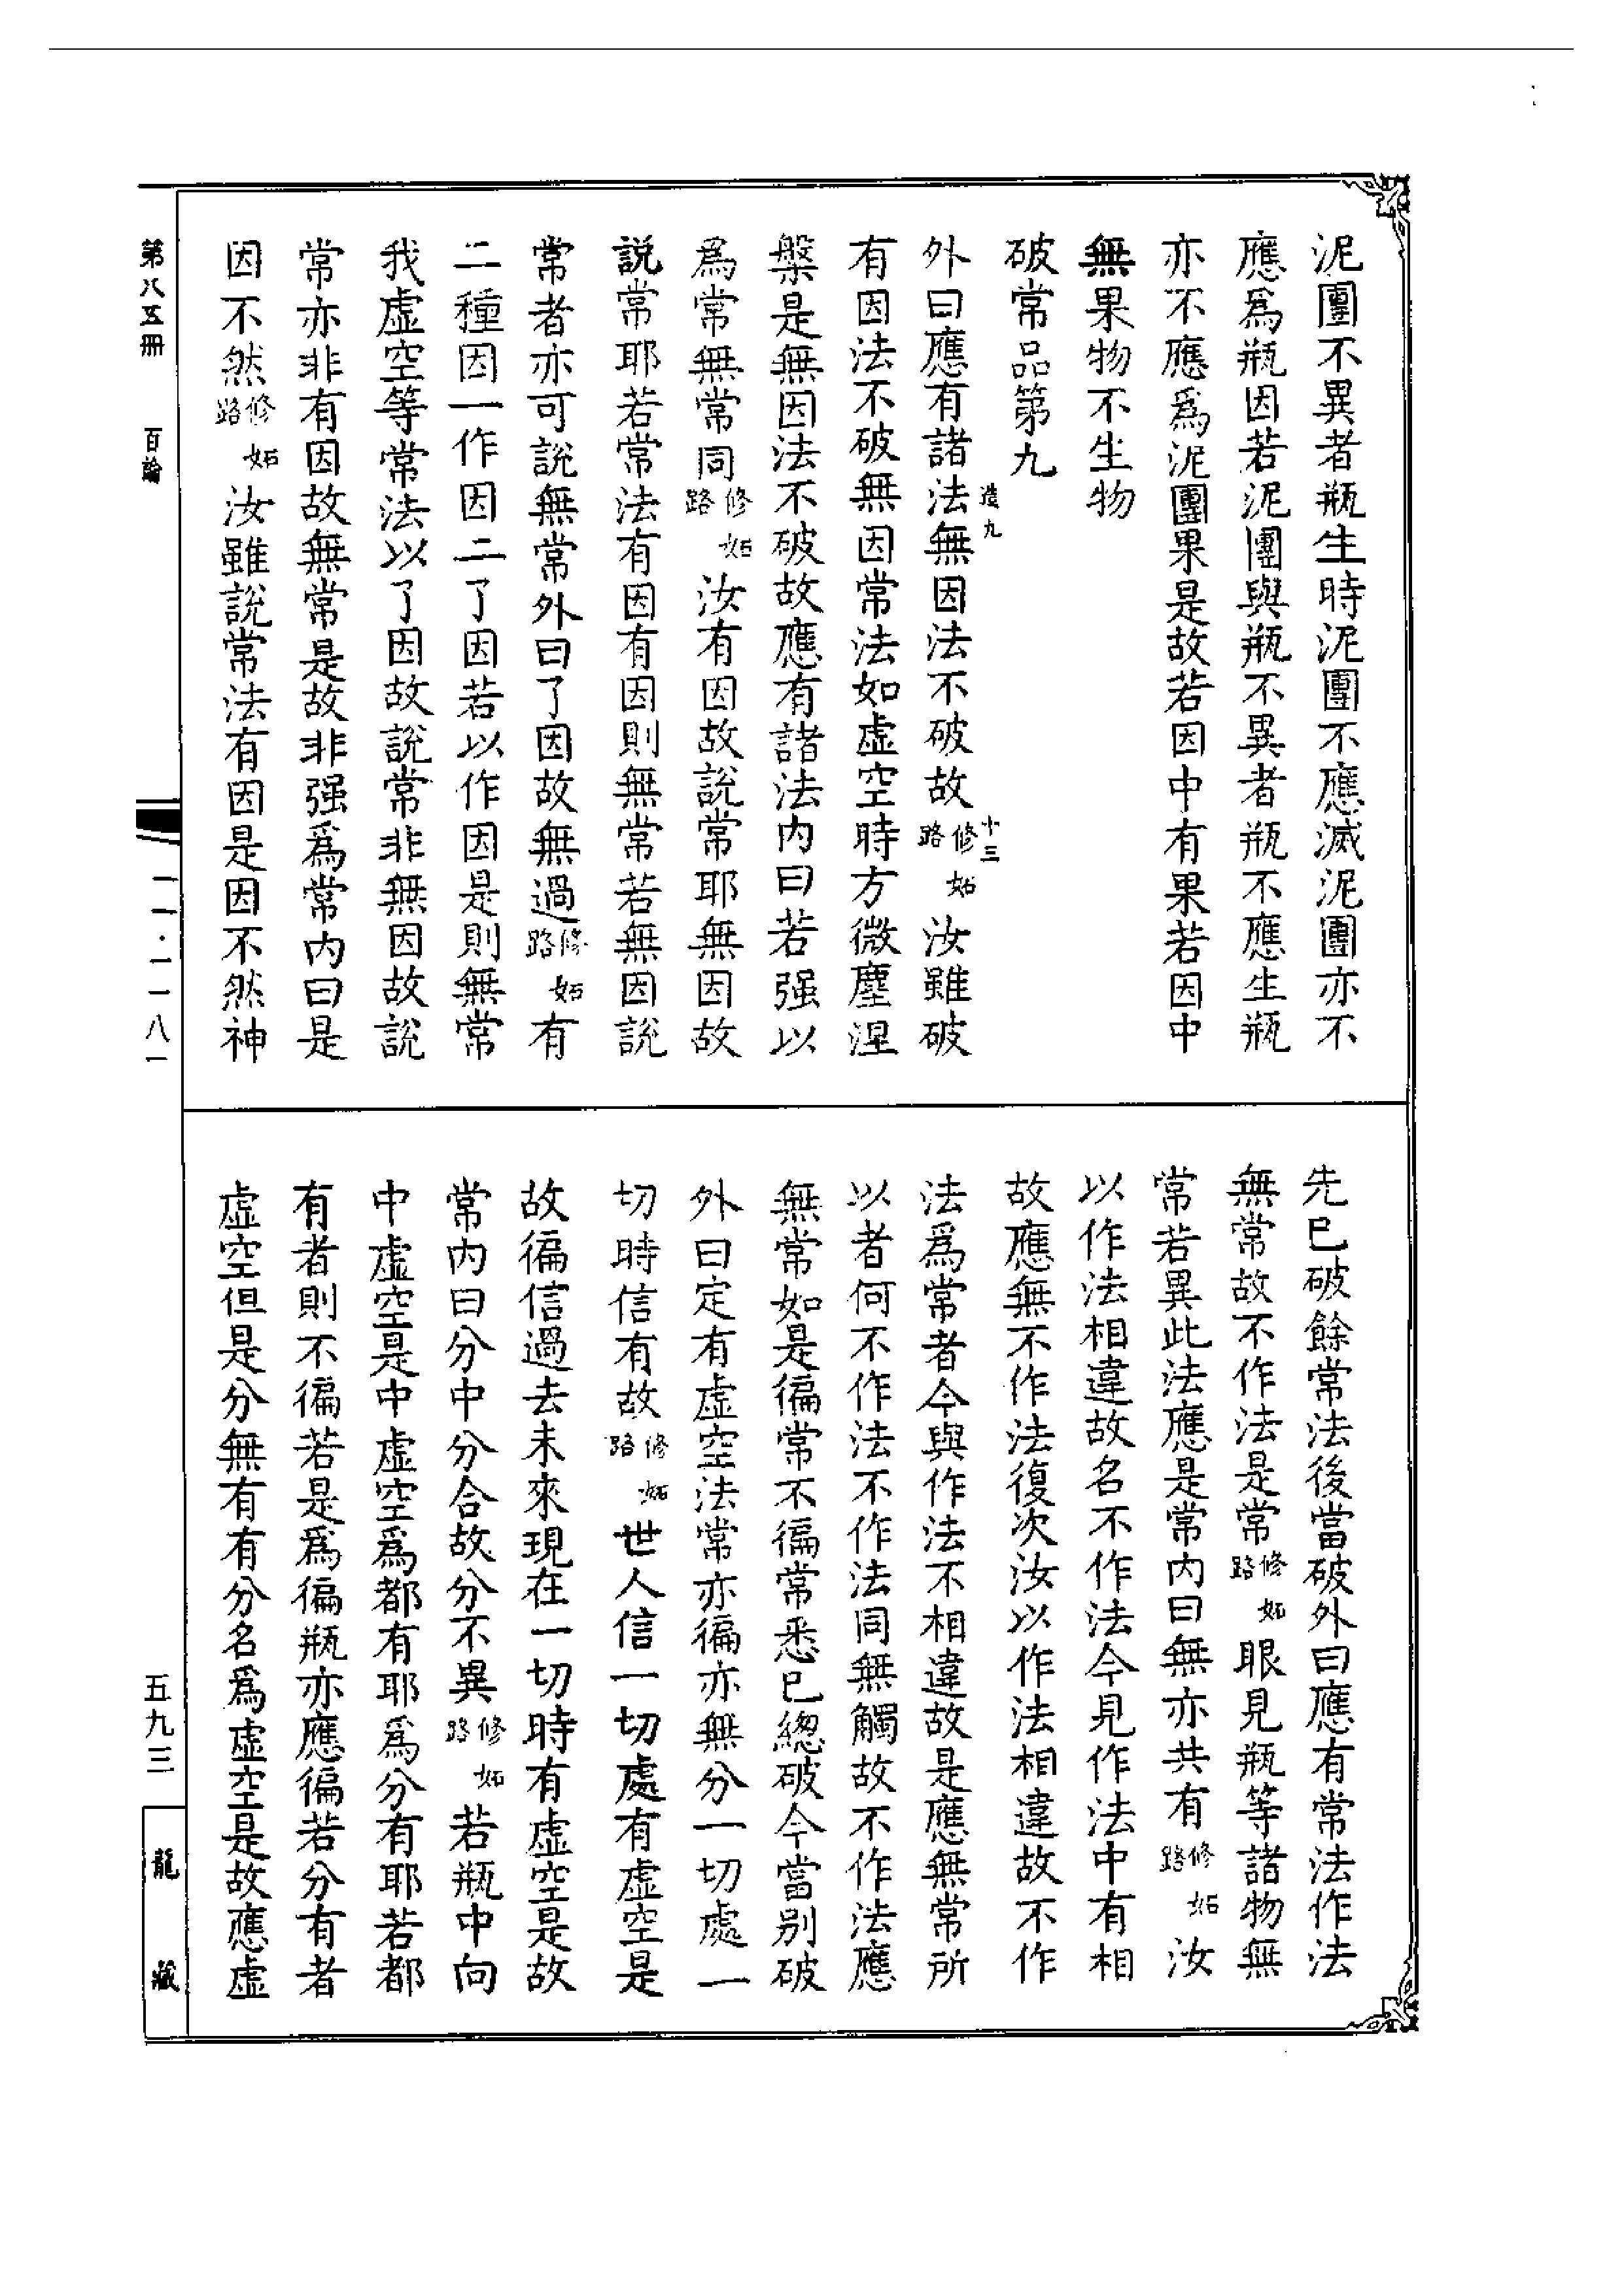 泥團不異者瓶生時泥團不應滅泥團亦不
應爲瓶因若泥團與瓶不異者瓶不應生瓶
亦不應爲泥團果是故若因中有果若因中
無果物不生物
破常品第九
造九
十三
外曰應有諸法無因法不破故修妬路汝雖破
有因法不破無因常法如虛空時方微塵涅
槃是無因法不破故應有諸法内曰若强以
爲常無常同修妬路汝有因故說常耶無因故
說常耶若常法有因有因則無常若無因說
常者亦可說無常外曰了因故無過修妬路有
二種因一作因二了因若以作因是則無常
我虛空等常法以了因故說常非無因故說
常亦非有因故無常是故非强爲常内曰是
因不然修妬路汝雖說常法有因是因不然神
先已破餘常法後當破外曰應有常法作法
無常故不作法是常修妬路眼見瓶等諸物無
常若異此法應是常内曰無亦共有修妬路汝
以作法相違故名不作法今見作法中有相
故應無不作法復次汝以作法相違故不作
法爲常者今與作法不相違故是應無常所
以者何不作法不作法同無觸故不作法應
無常如是徧常不徧常悉已總破今當別破
外曰定有虛空法常亦徧亦無分一切處一
切時信有故修妬路世人信一切處有虛空是
故徧信過去未來現在一切時有虛空是故
常内曰分中分合故分不異修妬路若瓶中向
中虛空是中虛空爲都有耶爲分有耶若都
有者則不徧若是爲徧瓶亦應徧若分有者
虛空但是分無有有分名爲虛空是故應虛
第八五冊
百論
一一·一一八一
五九三
龍藏